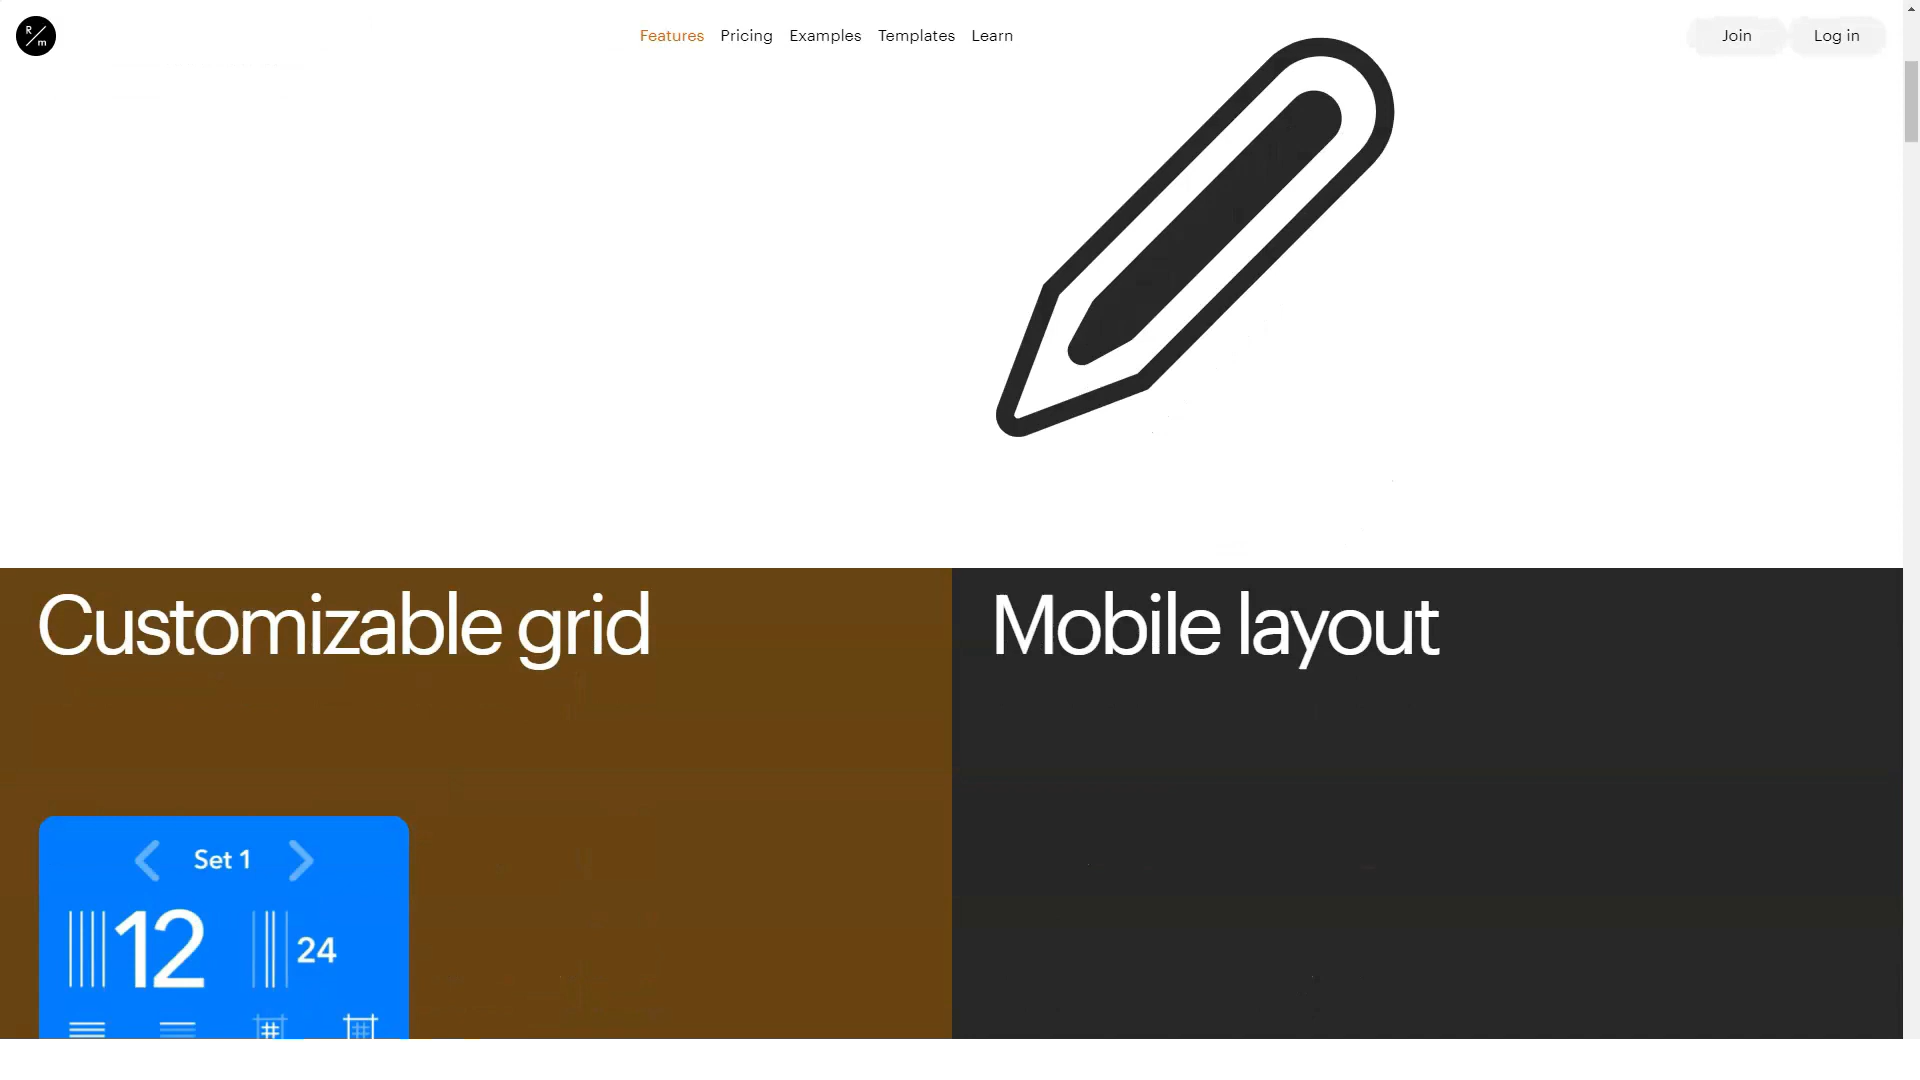 R
m
Features Pricing Examples Templates Learn
Join Log in
Customizable grid
Mobile layout
Set 1
12 24